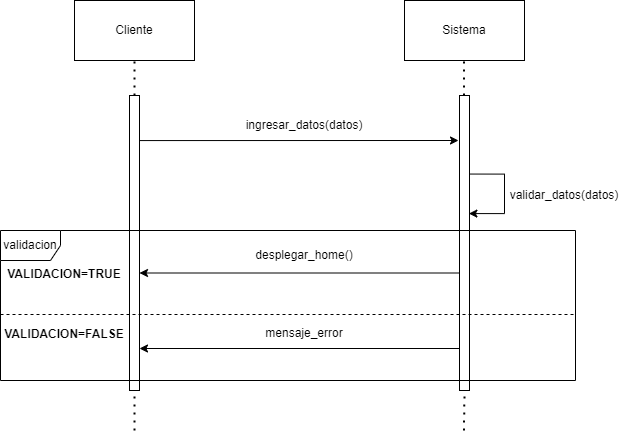 Cliente
Sistema
ingresar_datos(datos)
validar_datos(datos)
validacion
desplegar_home()
VALIDACION=TRUE
VALIDACION=FALSE
mensaje_error